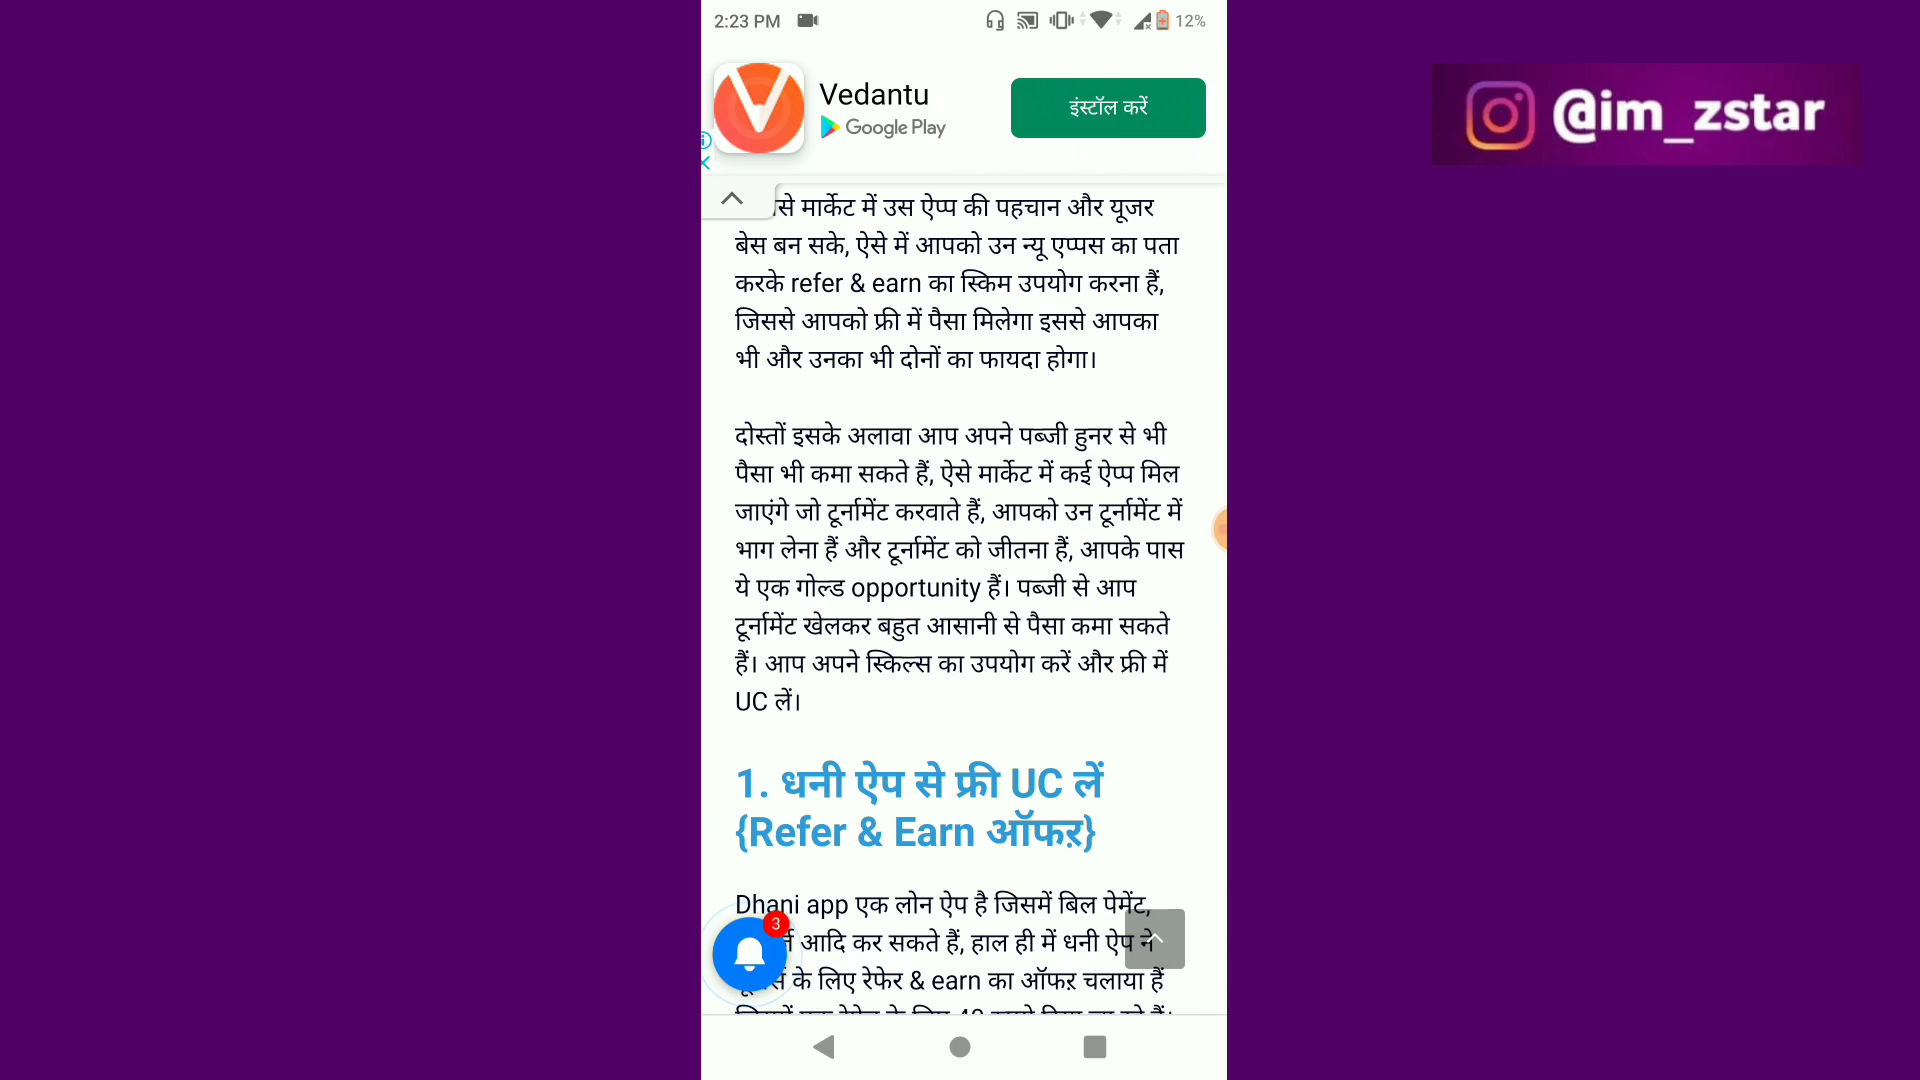 2:23 PM
12%
Vedantu
Google Play
इंस्टॉल करें
@im_zstar
से मार्केट में उस ऐप्प की पहचान और यूजर
बेस बन सके, ऐसे में आपको उन न्यू एप्पस का पता
करके refer & earn का स्किम उपयोग करना हैं,
जिससे आपको फ्री में पैसा मिलेगा इससे आपका
भी और उनका भी दोनों का फायदा होगा।
दोस्तों इसके अलावा आप अपने पब्जी हुनर से भी
पैसा भी कमा सकते हैं, ऐसे मार्केट में कई ऐप्प मिल
जाएंगे जो टूर्नामेंट करवाते हैं, आपको उन टूर्नामेंट में
भाग लेना हैं और टूर्नामेंट को जीतना हैं, आपके पास
ये एक गोल्ड opportunity हैं। पब्जी से आप
टूर्नामेंट खेलकर बहुत आसानी से पैसा कमा सकते
हैं। आप अपने स्किल्स का उपयोग करें और फ्री में
UC लें।
1. धनी ऐप से फ्री UC लें
{Refer & Earn ऑफऱ}
Dhani app एक लोन ऐप है जिसमें बिल पेमेंट,
आदि कर सकते हैं, हाल ही में धनी ऐप ने
के लिए रेफेर & earn का ऑफऱ चलाया हैं
3